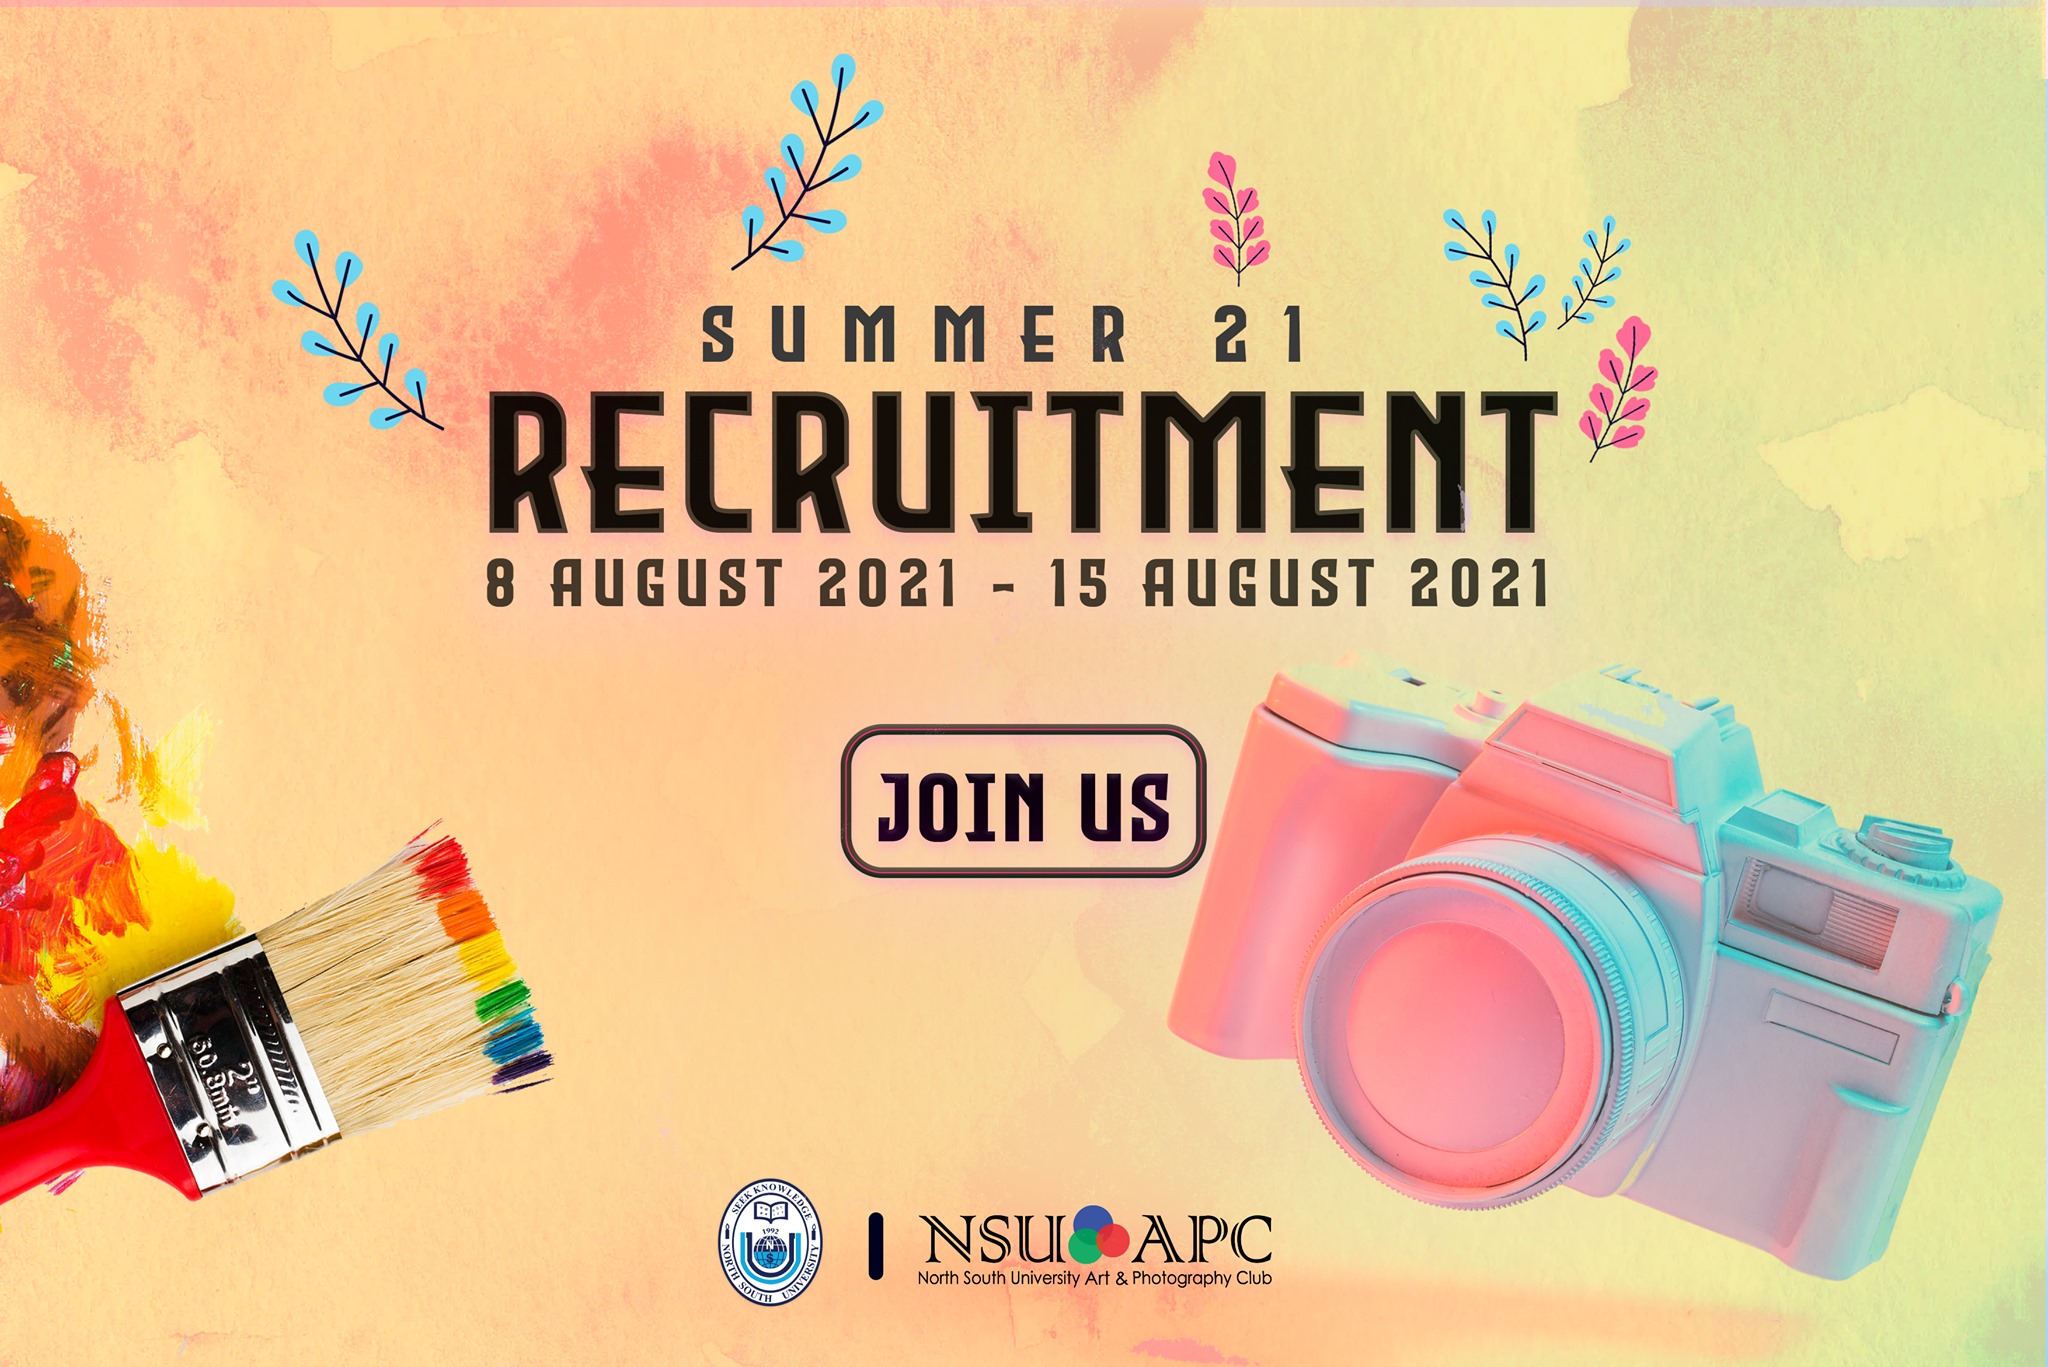 SUMMER 21
RECRUITMENT
8 AUGUST 2021 - 15 AUGUST 2021
JOIN US
2"
50.8mm
SEEK KNOWLEDGE
1992
NORTH SOUTH UNIVERSITY
NSU APC
North South University Art & Photography Club